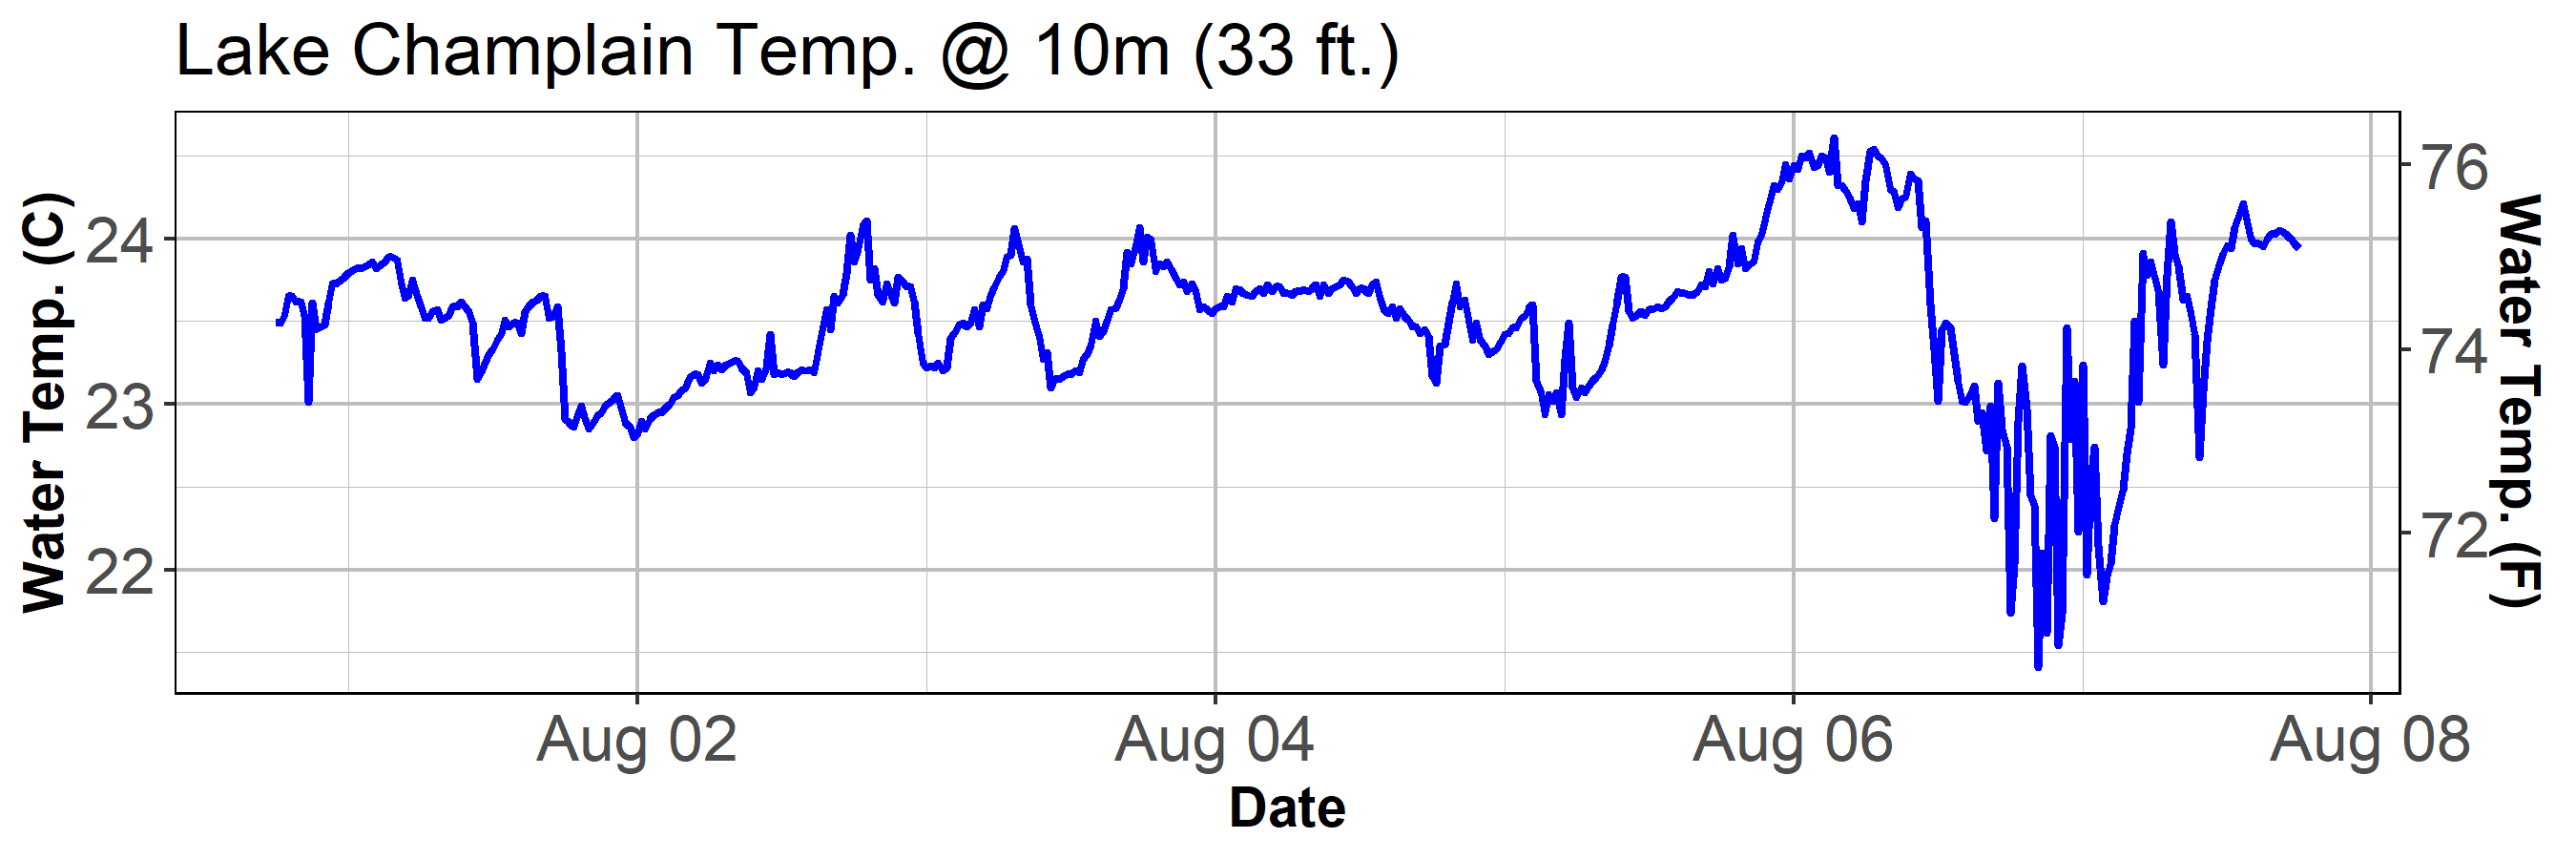 Lake Champlain Temp. @ 10m (33 ft.)
Water Temp. (C)
24
23
22
76
74
72
Water Temp. (F)
Aug 02
Aug 04
Aug 06
Aug 08
Date